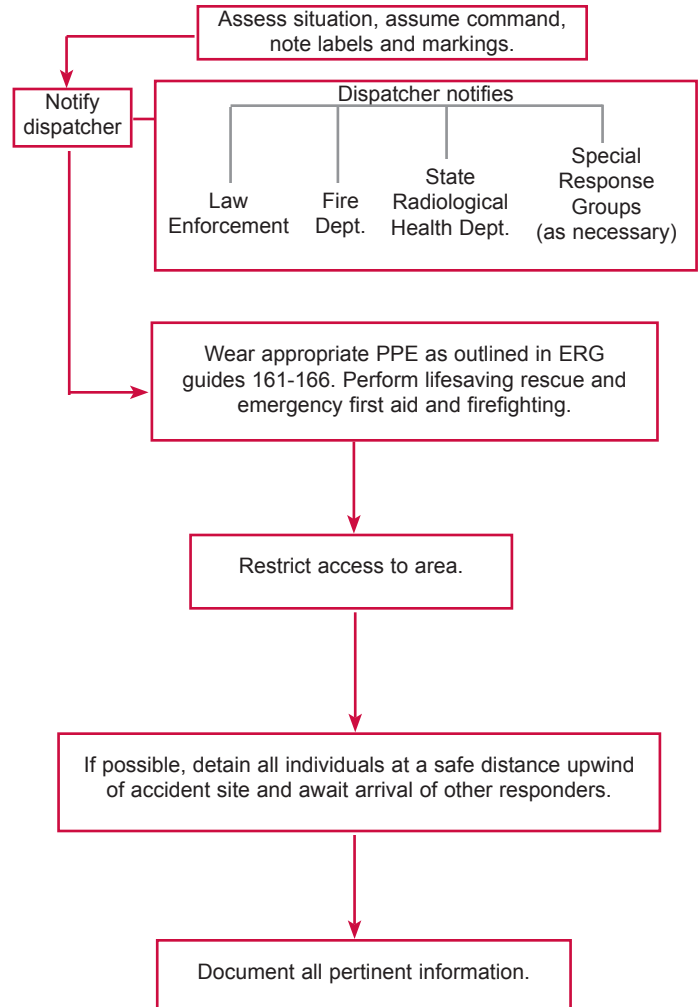 Assess situation, assume command,
note labels and markings.
Notify
dispatcher
Dispatcher notifies
Law
Enforcement
Fire
Dept.
State
Radiological
Health Dept.
Special
Response
Groups
(as necessary)
Wear appropriate PPE as outlined in ERG
guides 161-166. Perform lifesaving rescue and
emergency first aid and firefighting.
Restrict access to area.
If possible, detain all individuals at a safe distance upwind
of accident site and await arrival of other responders.
Document all pertinent information.